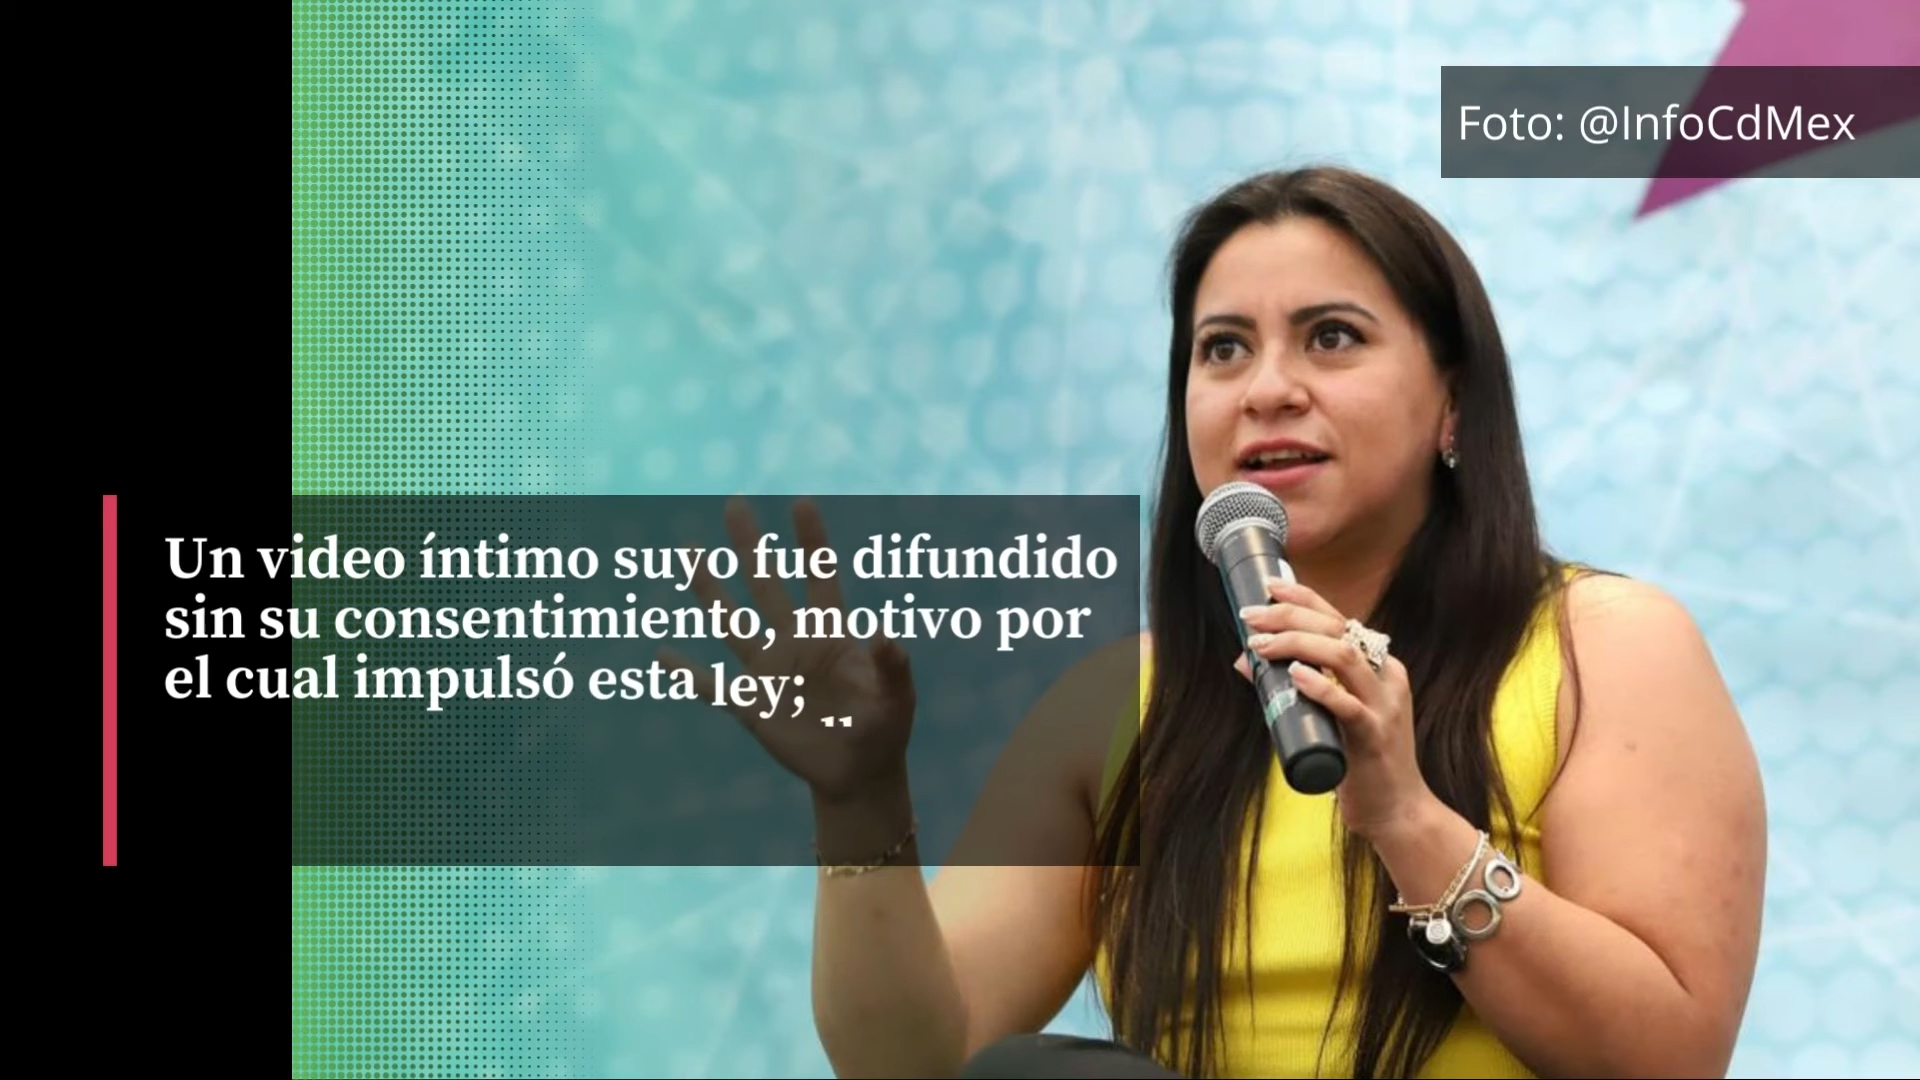 Foto: @InfoCdMex
Un video íntimo suyo fue difundido
sin su consentimiento, motivo por
el cual impulsó esta ley;